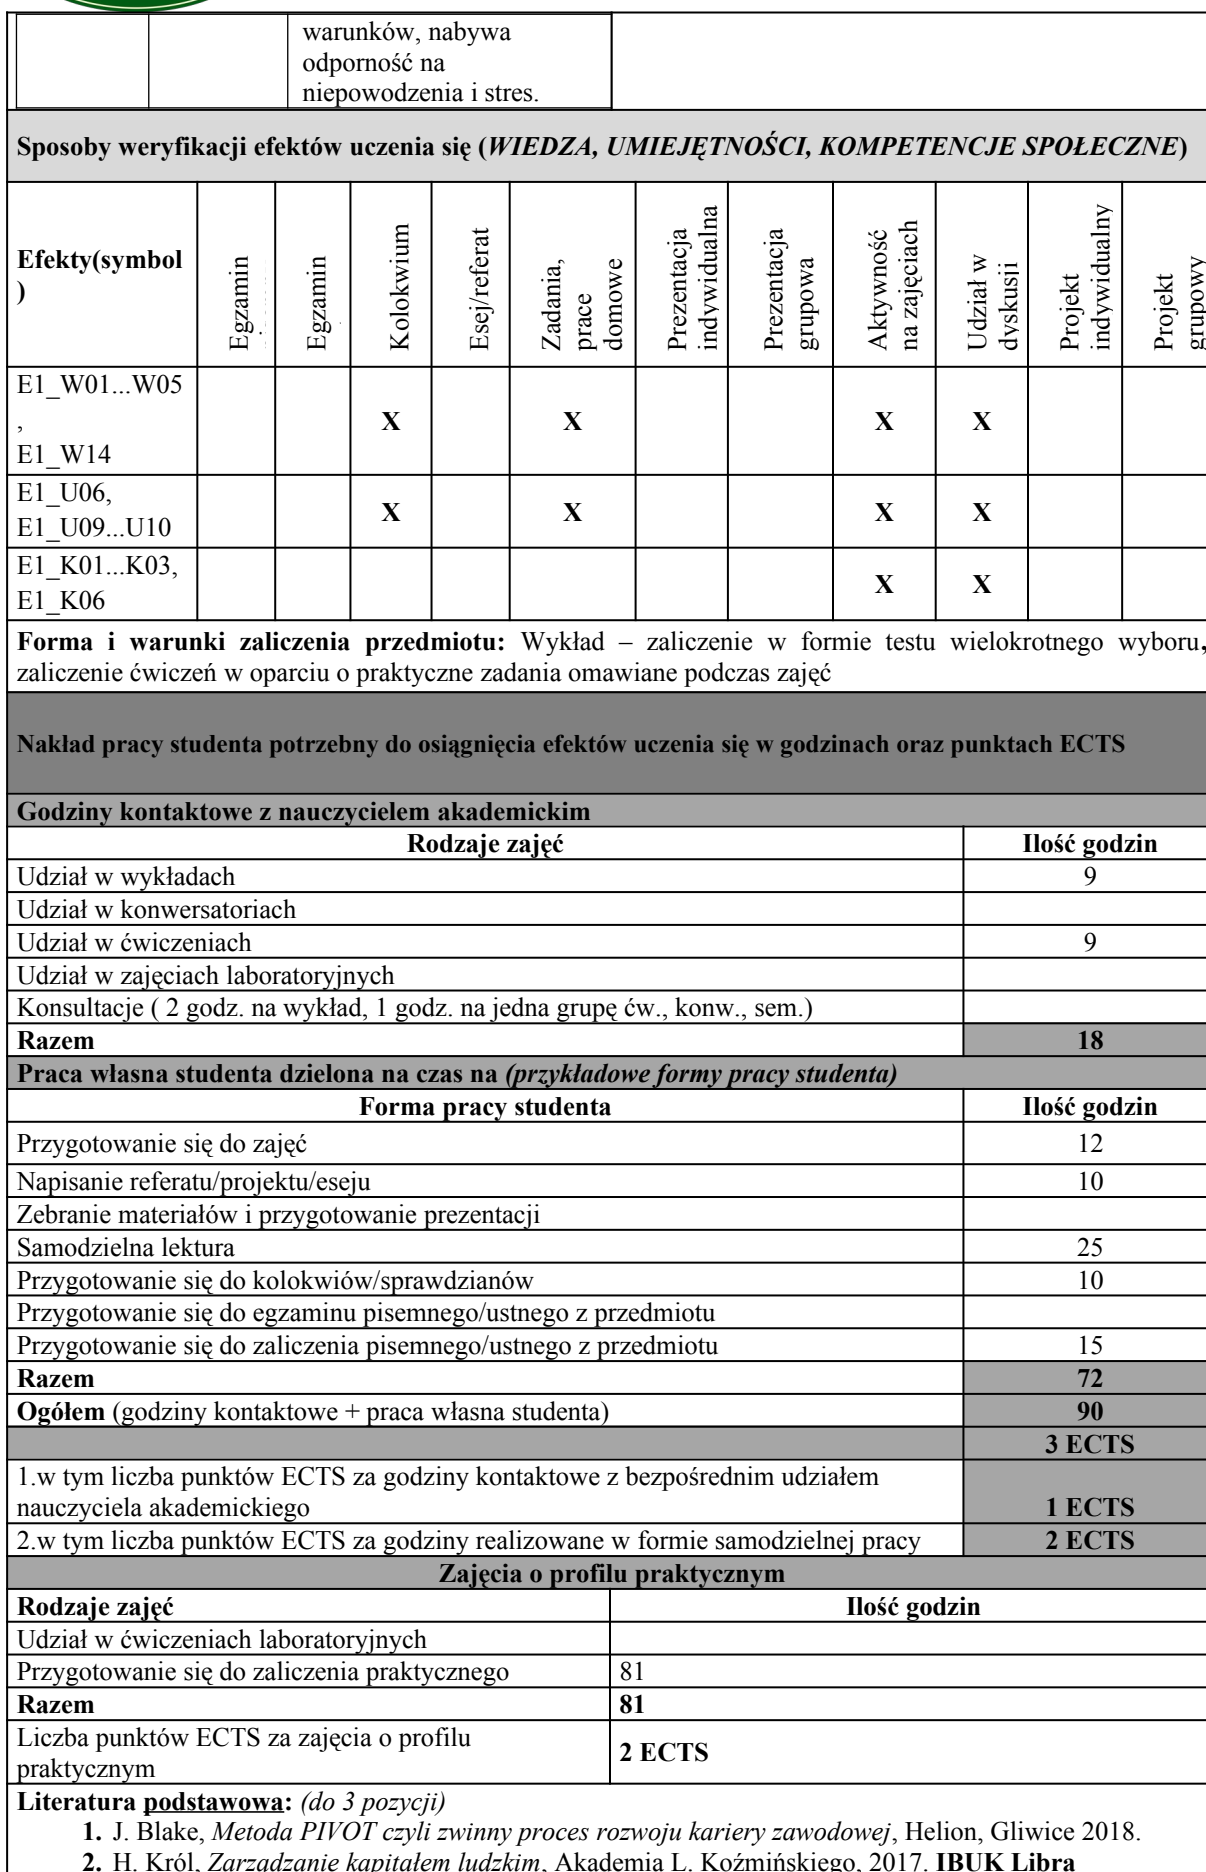 warunków, nabywa
odporność na
niepowodzenia i stres.
Sposoby weryfikacji efektów uczenia się (WIEDZA, UMIEJĘTNOŚCI, KOMPETENCJE SPOŁECZNE)
Efekty(symbol
)
Egzamin
Egzamin
Kolokwium
Esej/referat
Zadania,
prace
domowe
Prezentacja
indywidualna
Prezentacja
grupowa
Aktywność
na zajęciach
Udział w
dyskusji
Projekt
indywidualny
Projekt
grupowy
E1_W01...W05
,
E1_W14
X X X X
E1_U06,
E1_U09...U10
X X X X
E1_K01...K03,
E1_K06
X X
Forma i warunki zaliczenia przedmiotu: Wykład – zaliczenie w formie testu wielokrotnego wyboru,
zaliczenie ćwiczeń w oparciu o praktyczne zadania omawiane podczas zajęć
Nakład pracy studenta potrzebny do osiągnięcia efektów uczenia się w godzinach oraz punktach ECTS
Godziny kontaktowe z nauczycielem akademickim
Rodzaje zajęć Ilość godzin
Udział w wykładach 9
Udział w konwersatoriach
Udział w ćwiczeniach 9
Udział w zajęciach laboratoryjnych
Konsultacje ( 2 godz. na wykład, 1 godz. na jedna grupę ćw., konw., sem.)
Razem 18
Praca własna studenta dzielona na czas na (przykładowe formy pracy studenta)
Forma pracy studenta Ilość godzin
Przygotowanie się do zajęć 12
Napisanie referatu/projektu/eseju 10
Zebranie materiałów i przygotowanie prezentacji
Samodzielna lektura 25
Przygotowanie się do kolokwiów/sprawdzianów 10
Przygotowanie się do egzaminu pisemnego/ustnego z przedmiotu
Przygotowanie się do zaliczenia pisemnego/ustnego z przedmiotu 15
Razem 72
Ogółem (godziny kontaktowe + praca własna studenta) 90
3 ECTS
1.w tym liczba punktów ECTS za godziny kontaktowe z bezpośrednim udziałem
nauczyciela akademickiego 1 ECTS
2.w tym liczba punktów ECTS za godziny realizowane w formie samodzielnej pracy 2 ECTS
Zajęcia o profilu praktycznym
Rodzaje zajęć Ilość godzin
Udział w ćwiczeniach laboratoryjnych
Przygotowanie się do zaliczenia praktycznego 81
Razem 81
Liczba punktów ECTS za zajęcia o profilu
praktycznym 2 ECTS
Literatura podstawowa: (do 3 pozycji)
1. J. Blake, Metoda PIVOT czyli zwinny proces rozwoju kariery zawodowej, Helion, Gliwice 2018.
2. H. Król, Zarządzanie kapitałem ludzkim, Akademia L. Koźmińskiego, 2017. IBUK Libra